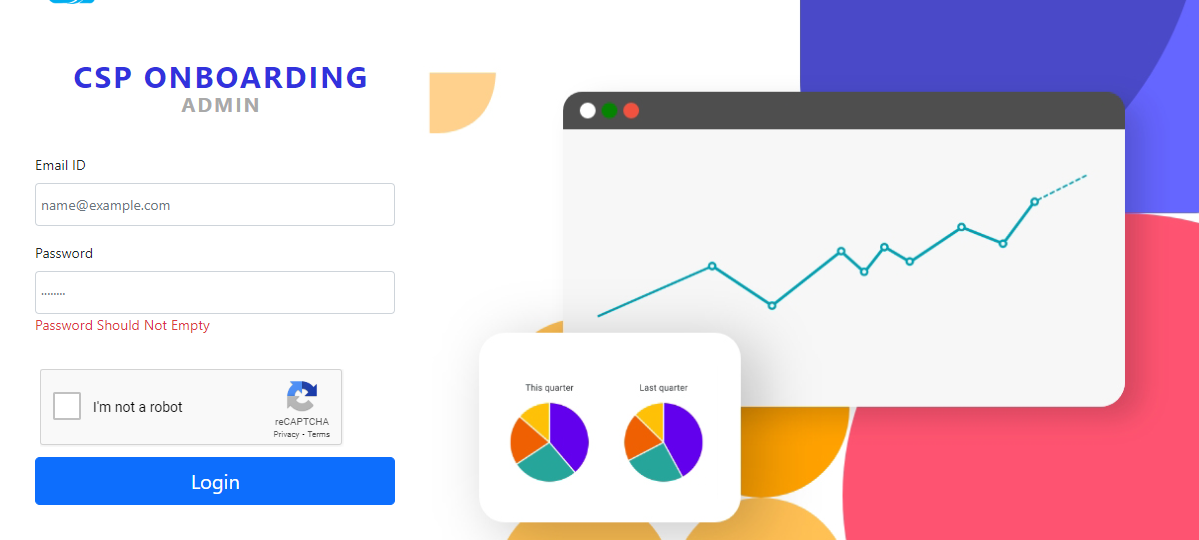 CSP ONBOARDING
ADMIN
Email ID
name@example.com
Password
........
Password Should Not Empty
I'm not a robot
reCAPTCHA
Privacy - Terms
Login
This quarter
Last quarter